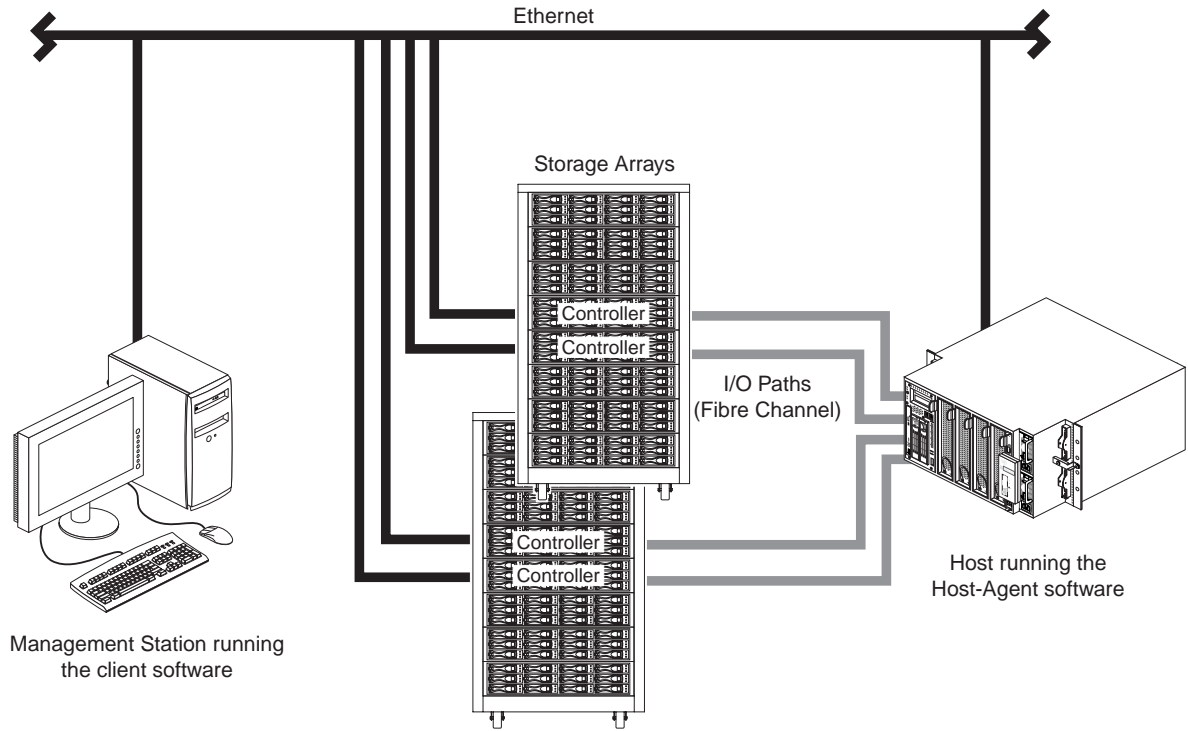 Ethernet
Storage Arrays
Controller
Controller
I/O Paths
(Fibre Channel)
Controller
Controller
Host running the
Host-Agent software
Management Station running
the client software